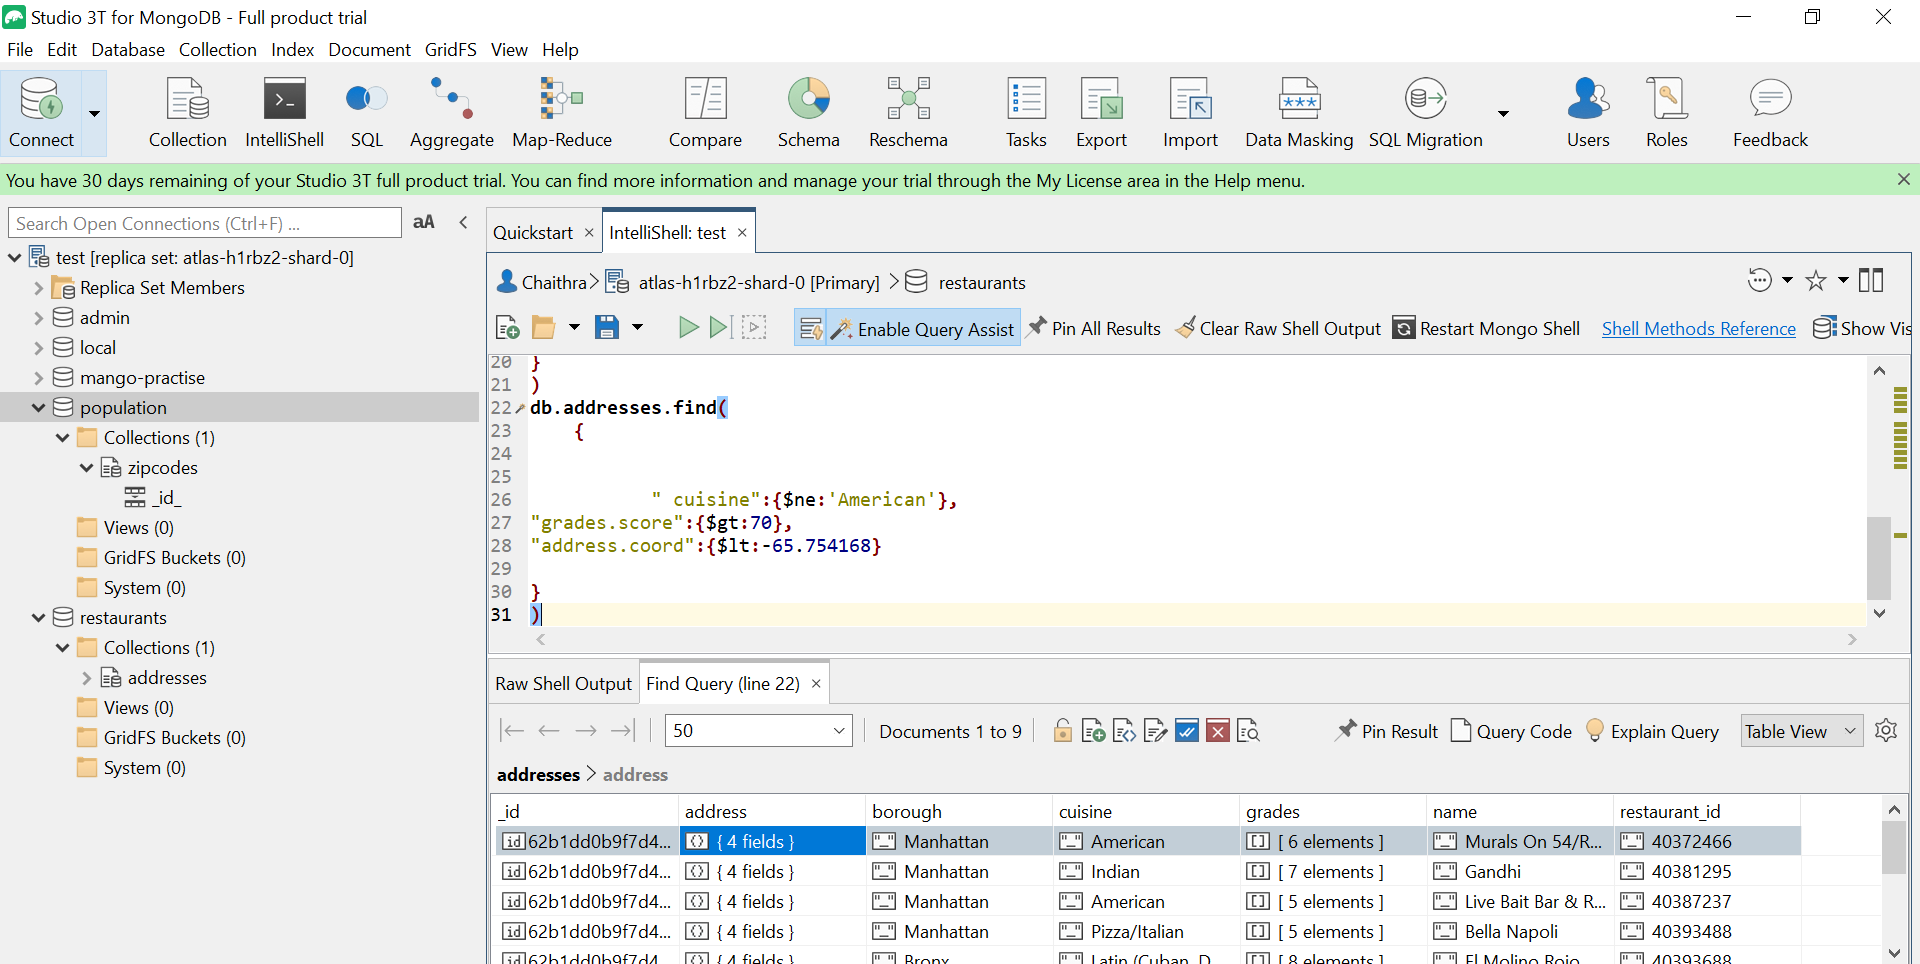 Studio 3T for MongoDB - Full product trial
File Edit Database Collection Index Document GridFS View Help
Connect Collection IntelliShell SQL Aggregate Map-Reduce Compare Schema Reschema Tasks Export Import Data Masking SQL Migration Users Roles Feedback
You have 30 days remaining of your Studio 3T full product trial. You can find more information and manage your trial through the My License area in the Help menu.
Search Open Connections (Ctrl+F) ... aA
test [replica set: atlas-h1rbz2-shard-0]
Replica Set Members
admin
local
mango-practise
population
Collections (1)
zipcodes
_id_
Views (0)
GridFS Buckets (0)
System (0)
restaurants
Collections (1)
addresses
Views (0)
GridFS Buckets (0)
System (0)
Quickstart IntelliShell: test
Chaithra atlas-h1rbz2-shard-0 [Primary] restaurants
Enable Query Assist Pin All Results Clear Raw Shell Output Restart Mongo Shell Shell Methods Reference Show Vis
20 }
21 )
22 db.addresses.find(
23 {
24
25
26 " cuisine":{$ne:'American'},
27 "grades.score":{$gt:70},
28 "address.coord":{$lt:-65.754168}
29
30 }
31 )
Raw Shell Output Find Query (line 22)
50 Documents 1 to 9 Pin Result Query Code Explain Query Table View
addresses > address
_id address borough cuisine grades name restaurant_id
62b1dd0b9f7d4... { 4 fields } Manhattan American [ 6 elements ] Murals On 54/R... 40372466
62b1dd0b9f7d4... { 4 fields } Manhattan Indian [ 7 elements ] Gandhi 40381295
62b1dd0b9f7d4... { 4 fields } Manhattan American [ 5 elements ] Live Bait Bar & R... 40387237
62b1dd0b9f7d4... { 4 fields } Manhattan Pizza/Italian [ 5 elements ] Bella Napoli 40393488
62b1dd0b9f7d4... { 4 fields } Bronx Latin (Cuban, D... [ 8 elements ] El Molino Rojo 40393688